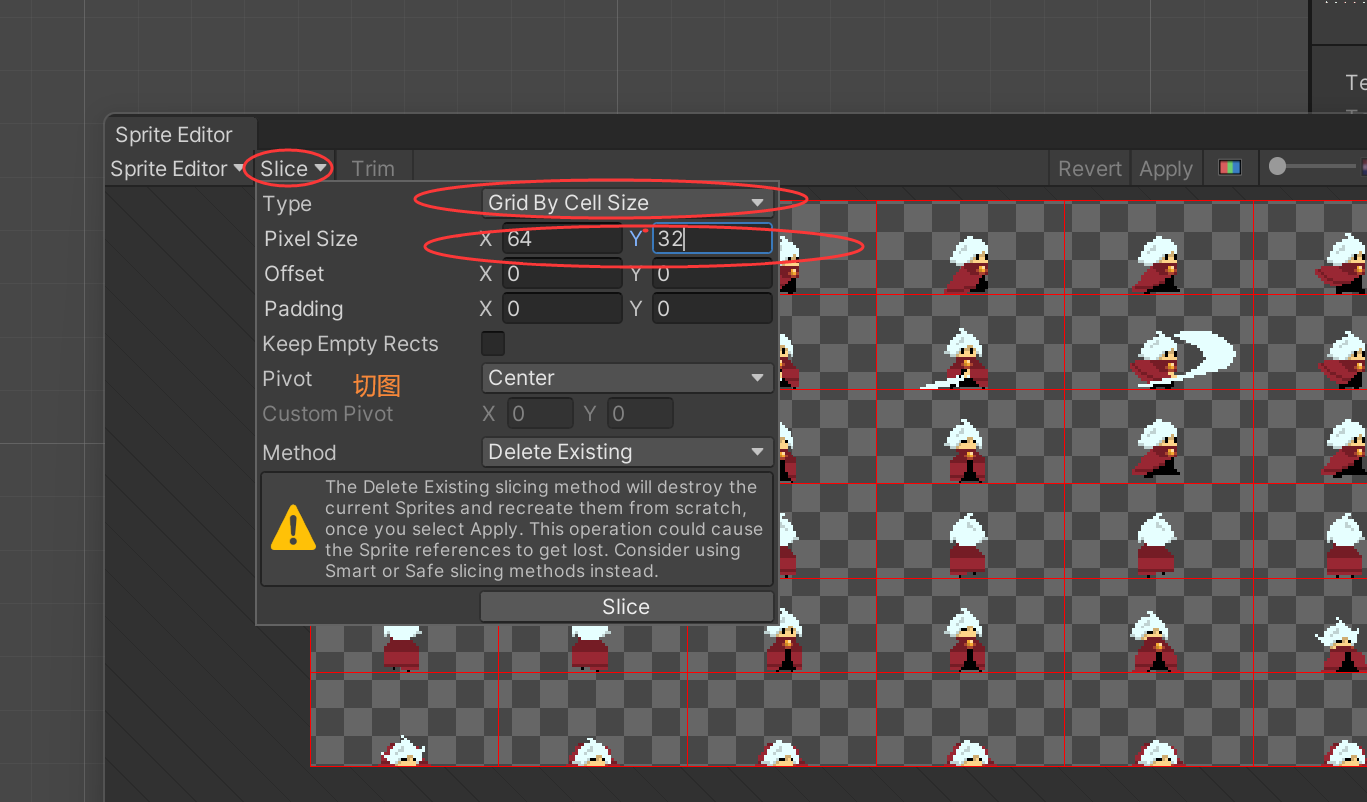 Te
Sprite Editor
Sprite Editor Slice Trim Revert Apply
Type Grid By Cell Size
Pixel Size X 64 Y 32
Offset X 0 Y 0
Padding X 0 Y 0
Keep Empty Rects
Pivot Center
切图
Custom Pivot X 0 Y 0
Method Delete Existing
The Delete Existing slicing method will destroy the
current Sprites and recreate them from scratch,
once you select Apply. This operation could cause
the Sprite references to get lost. Consider using
Smart or Safe slicing methods instead.
Slice